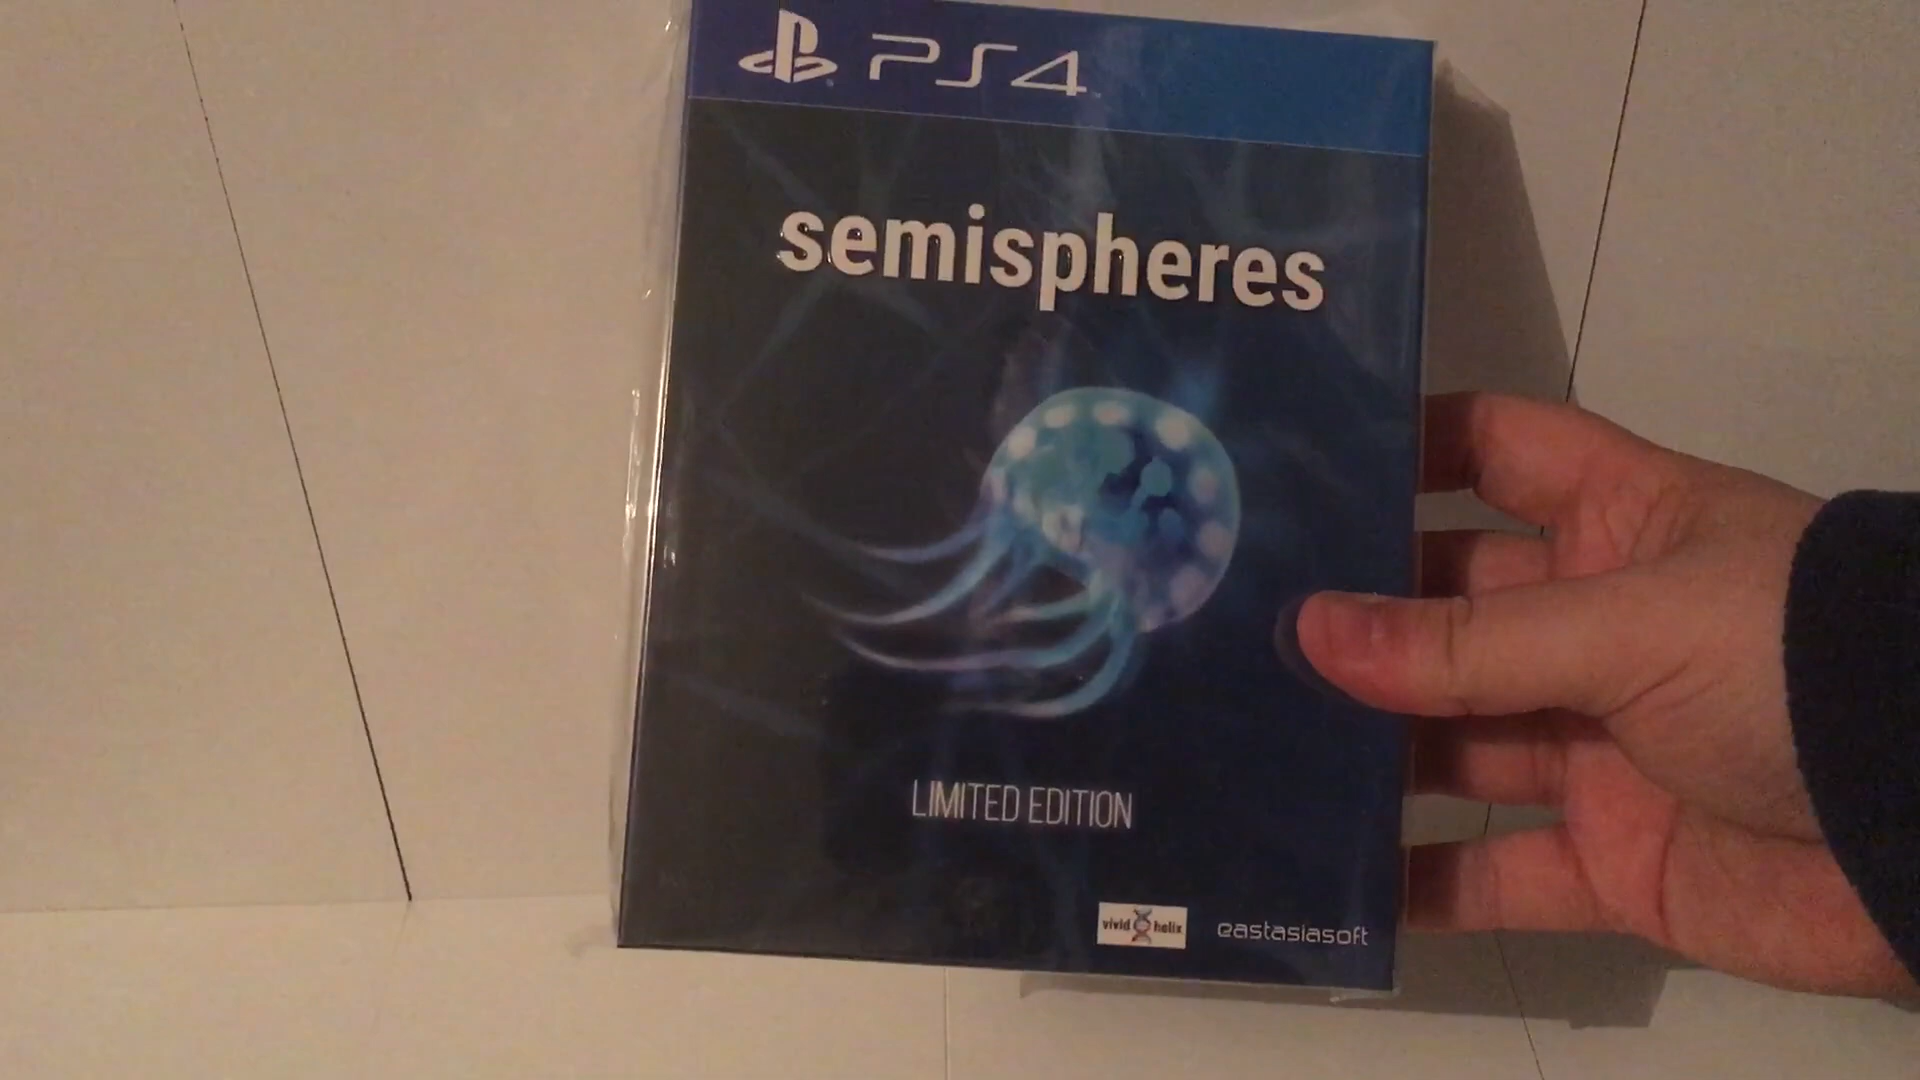 PS4
semispheres
LIMITED EDITION
vivid helix
eastasiasoft